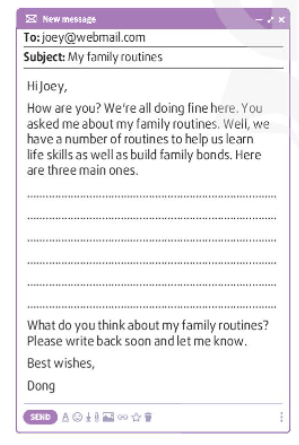 New message
To: joey@webmail.com
Subject: My family routines
Hi Joey,
How are you? We're all doing fine here. You
asked me about my family routines. Well, we
have a number of routines to help us learn
life skills as well as build family bonds. Here
are three main ones.
................................................................................
................................................................................
................................................................................
................................................................................
................................................................................
................................................................................
What do you think about my family routines?
Please write back soon and let me know.
Best wishes,
Dong
SEND